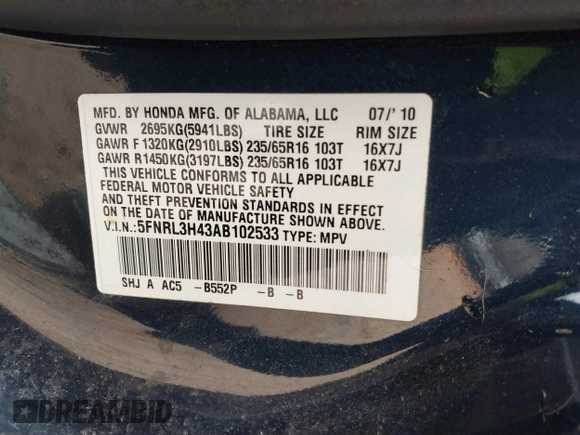 MFD. BY HONDA MFG. OF ALABAMA, LLC 07/' 10
GVWR 2695KG(5941LBS) TIRE SIZE RIM SIZE
GAWR F 1320KG(2910LBS) 235/65R16 103T 16X7J
GAWR R1450KG(3197LBS) 235/65R16 103T 16X7J
THIS VEHICLE CONFORMS TO ALL APPLICABLE
FEDERAL MOTOR VEHICLE SAFETY
AND THEFT PREVENTION STANDARDS IN EFFECT
ON THE DATE OF MANUFACTURE SHOWN ABOVE.
V.I.N.:5FNRL3H43AB102533 TYPE: MPV
SHJ A AC5 -B552P -B -B
DREAMBID